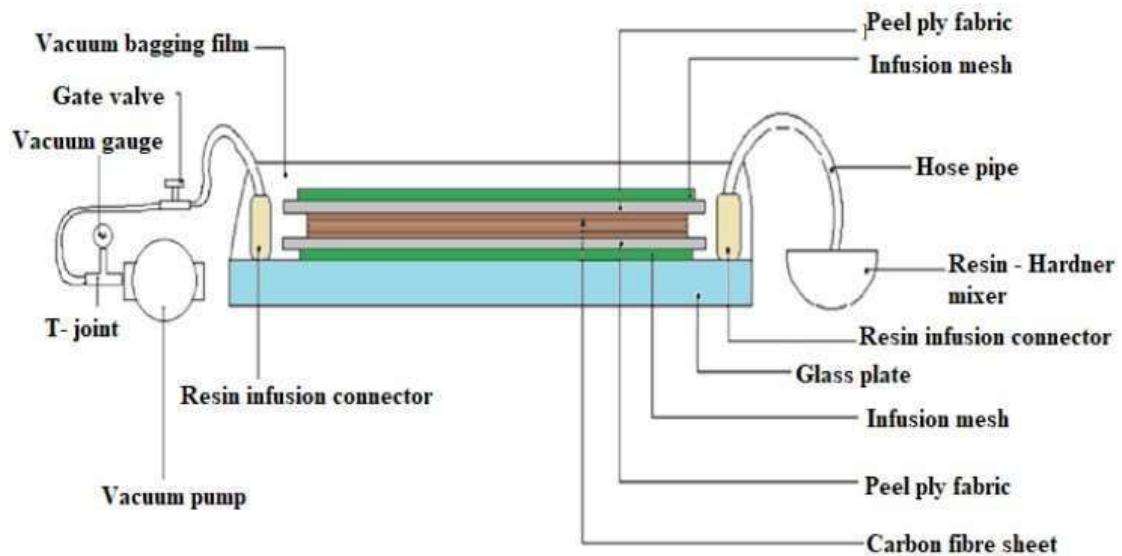 Peel ply fabric
Vacuum bagging film
Infusion mesh
Gate valve
Vacuum gauge
Hose pipe
Resin - Hardner
mixer
T- joint
Resin infusion connector
Glass plate
Resin infusion connector
Infusion mesh
Vacuum pump
Peel ply fabric
Carbon fibre sheet